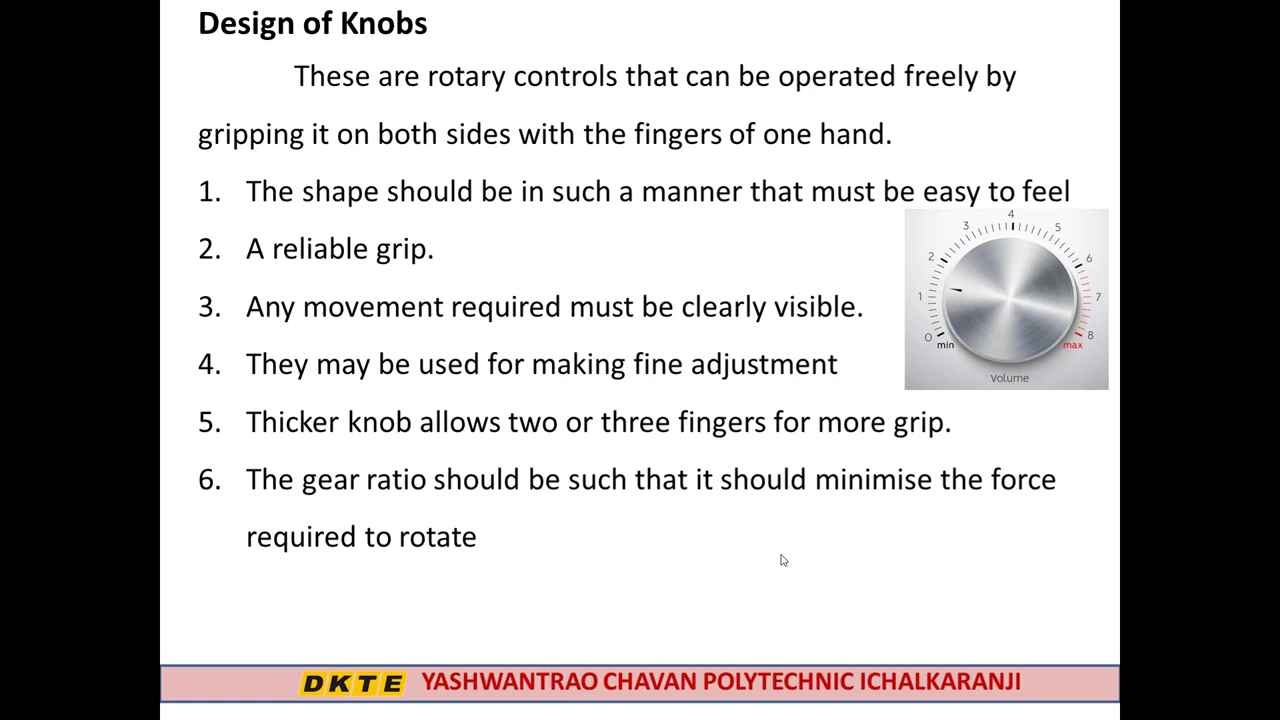 Design of Knobs
These are rotary controls that can be operated freely by
gripping it on both sides with the fingers of one hand.
1. The shape should be in such a manner that must be easy to feel
2. A reliable grip.
3. Any movement required must be clearly visible.
4. They may be used for making fine adjustment
5. Thicker knob allows two or three fingers for more grip.
6. The gear ratio should be such that it should minimise the force
required to rotate
0
1
2
3
4
5
6
7
8
min
max
Volume
DKTE YASHWANTRAO CHAVAN POLYTECHNIC ICHALKARANJI